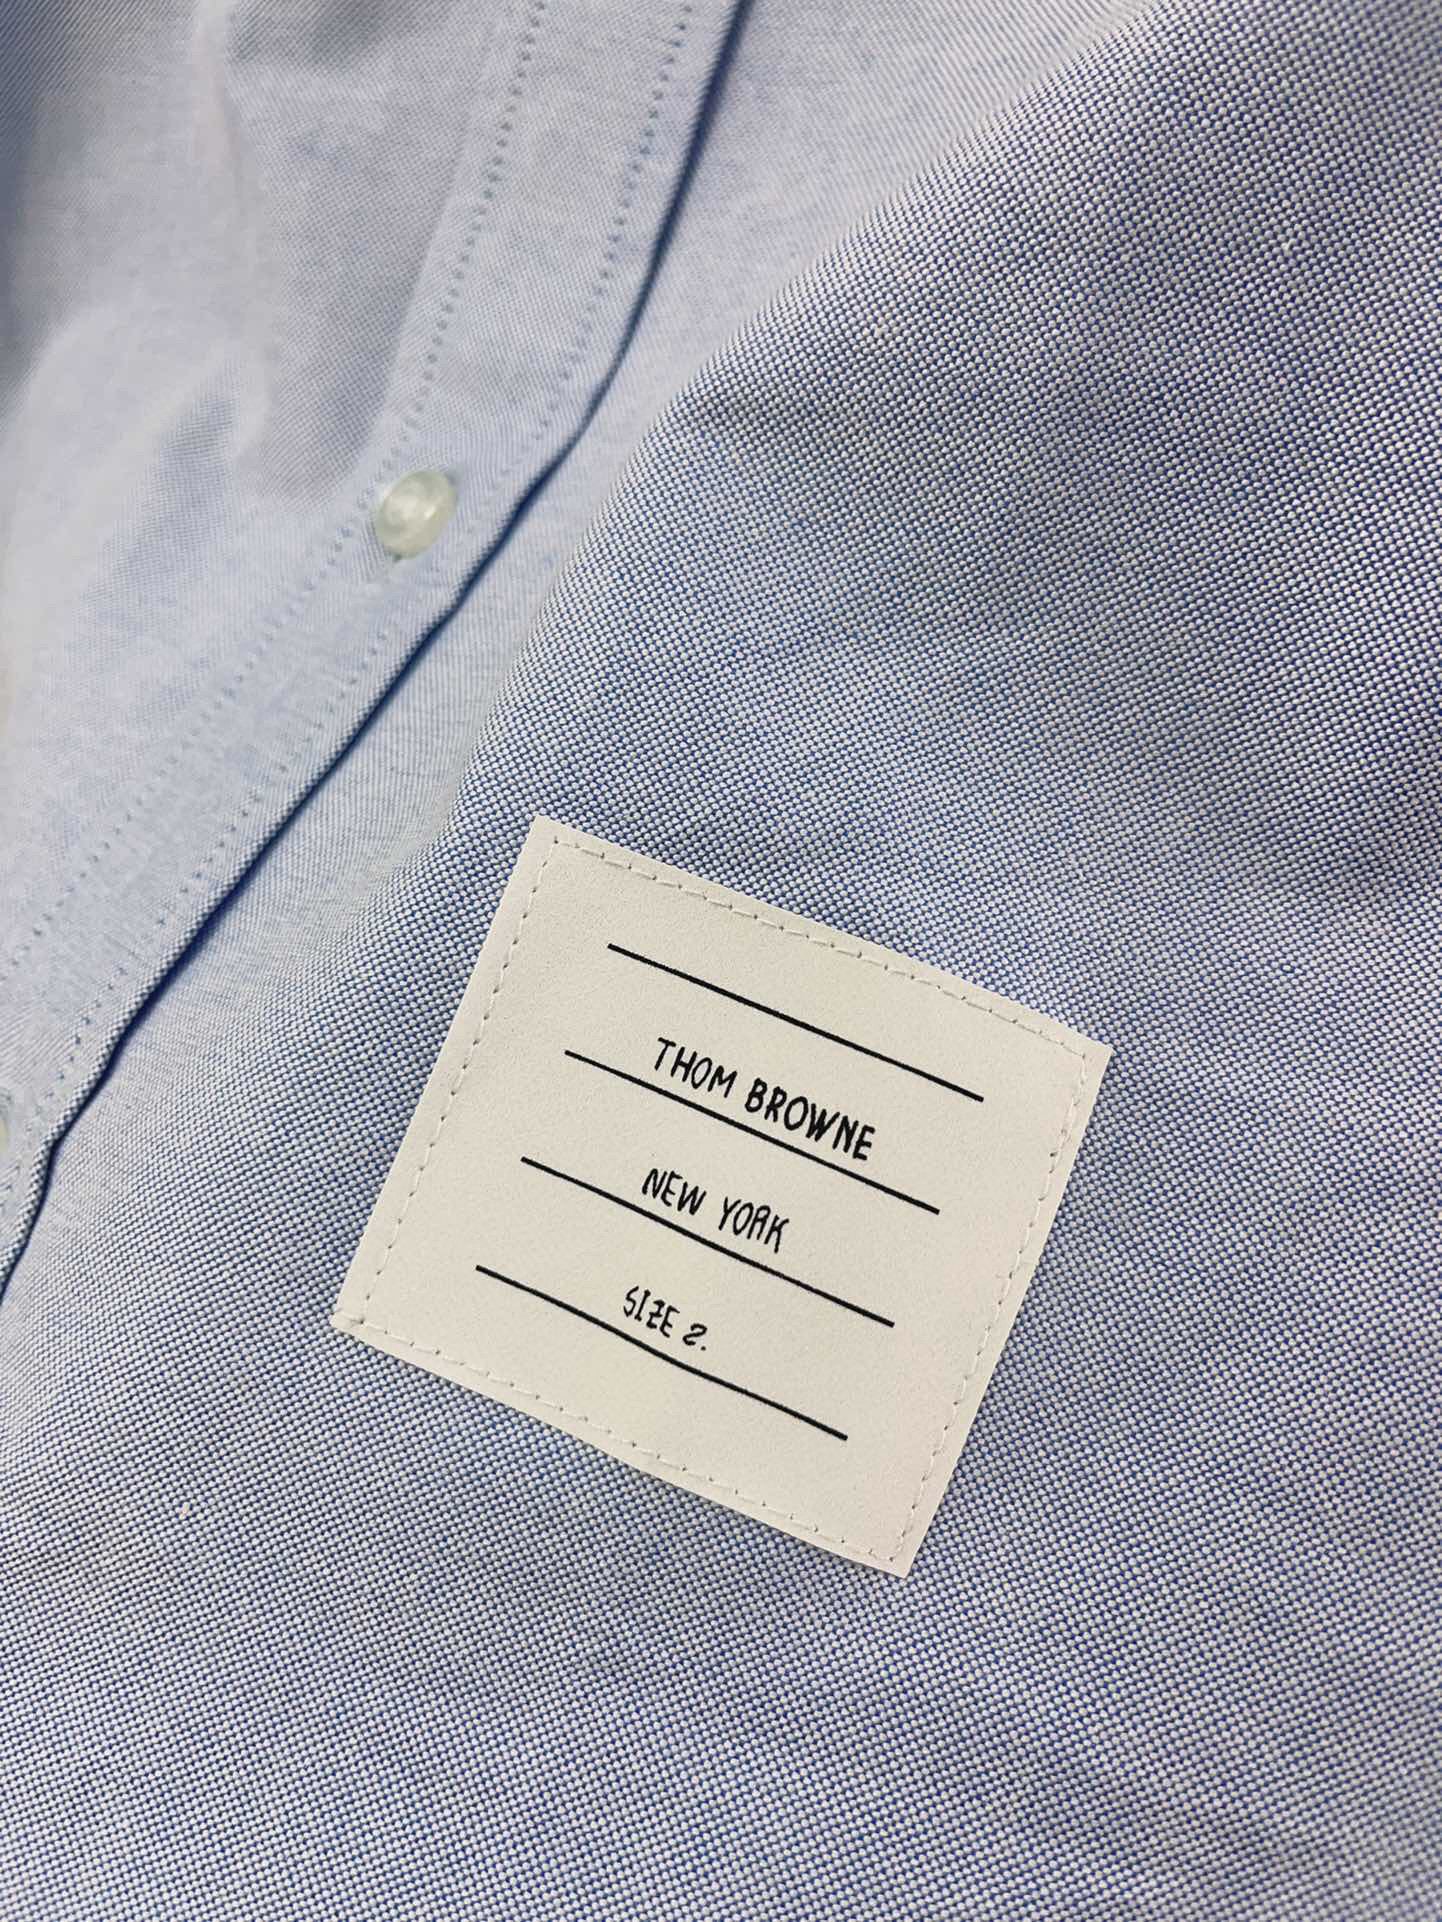 THOM BROWNE
NEW YORK
SIZE 2.